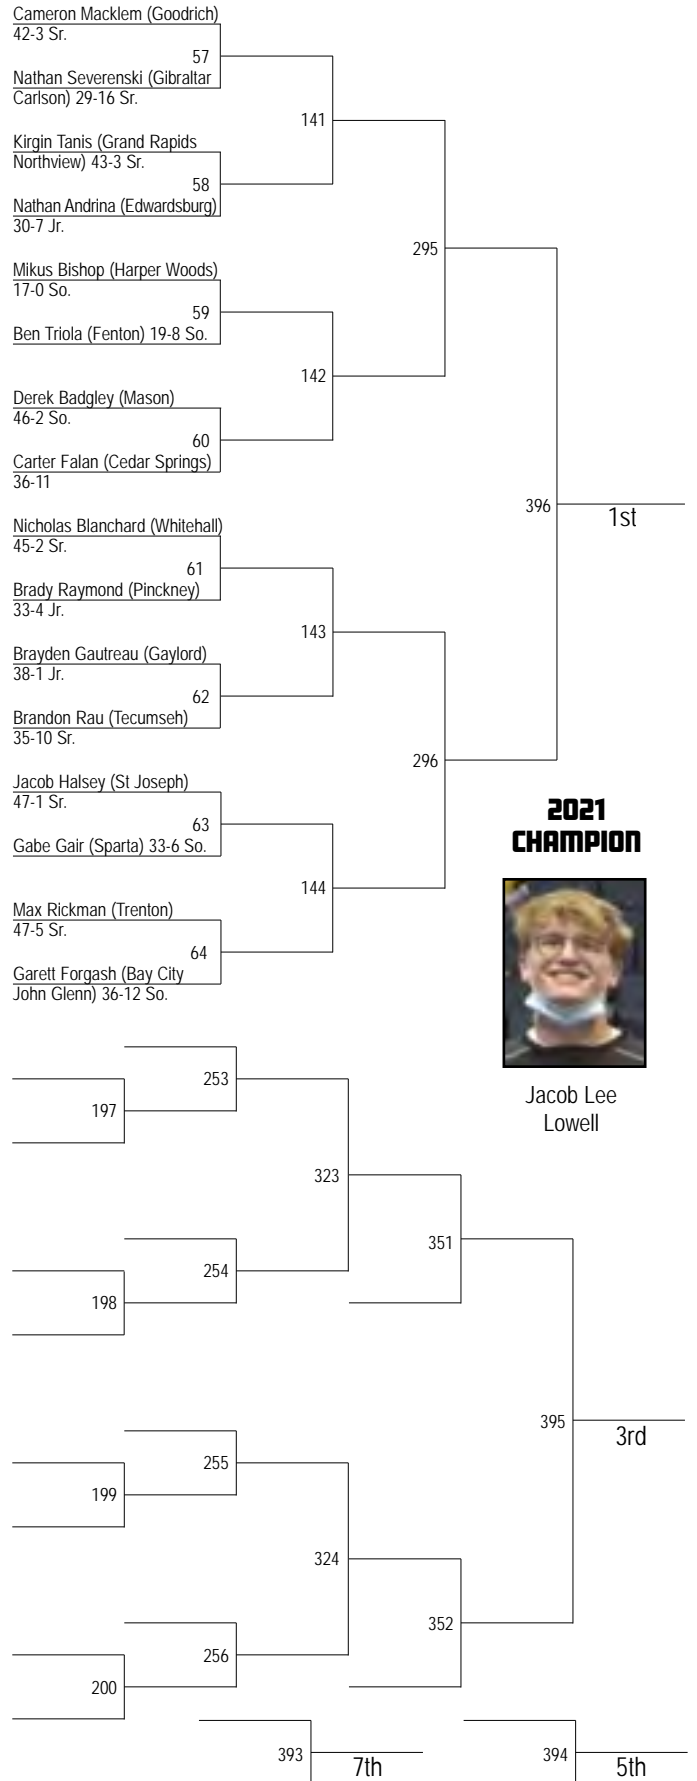 Cameron Macklem (Goodrich)
42-3 Sr.
57
Nathan Severenski (Gibraltar
Carlson) 29-16 Sr.
141
Kirgin Tanis (Grand Rapids
Northview) 43-3 Sr.
58
Nathan Andrina (Edwardsburg)
30-7 Jr.
295
Mikus Bishop (Harper Woods)
17-0 So.
59
Ben Triola (Fenton) 19-8 So.
142
Derek Badgley (Mason)
46-2 So.
60
Carter Falan (Cedar Springs)
36-11
396
1st
Nicholas Blanchard (Whitehall)
45-2 Sr.
61
Brady Raymond (Pinckney)
33-4 Jr.
143
Brayden Gautreau (Gaylord)
38-1 Jr.
62
Brandon Rau (Tecumseh)
35-10 Sr.
296
Jacob Halsey (St Joseph)
47-1 Sr.
63
Gabe Gair (Sparta) 33-6 So.
144
Max Rickman (Trenton)
47-5 Sr.
64
Garett Forgash (Bay City
John Glenn) 36-12 So.
2021
CHAMPION
Jacob Lee
Lowell
253
197
323
351
254
198
395
3rd
255
199
324
352
256
200
393
7th
394
5th